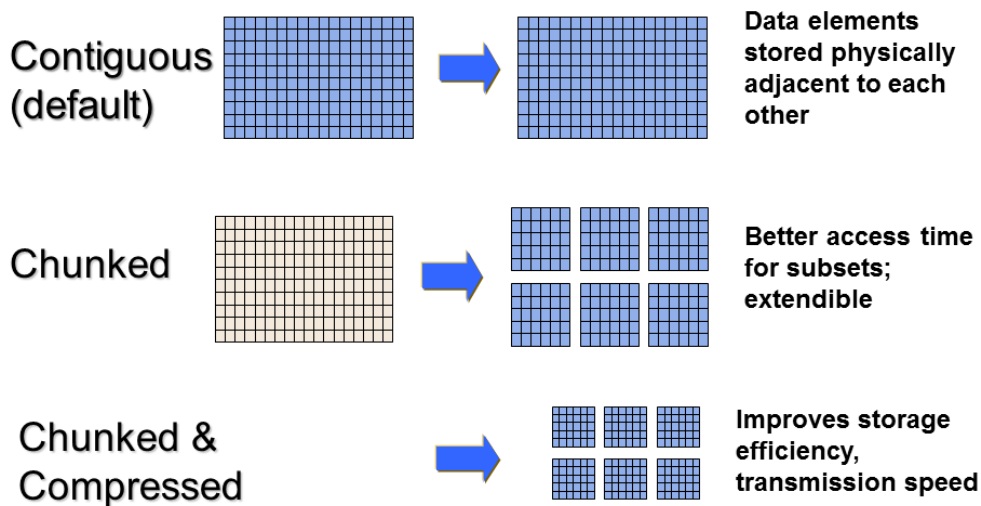 Contiguous
(default)
Data elements
stored physically
adjacent to each
other
Chunked
Better access time
for subsets;
extendible
Chunked &
Compressed
Improves storage
efficiency,
transmission speed